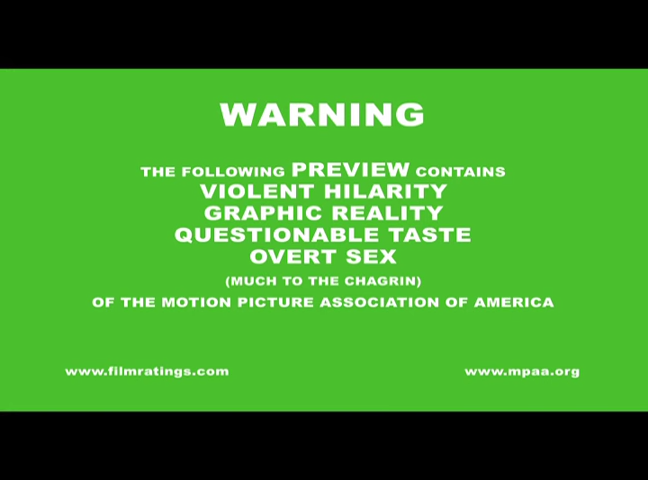 WARNING
THE FOLLOWING PREVIEW CONTAINS
VIOLENT HILARITY
GRAPHIC REALITY
QUESTIONABLE TASTE
OVERT SEX
(MUCH TO THE CHAGRIN)
OF THE MOTION PICTURE ASSOCIATION OF AMERICA
www.filmratings.com
www.mpaa.org